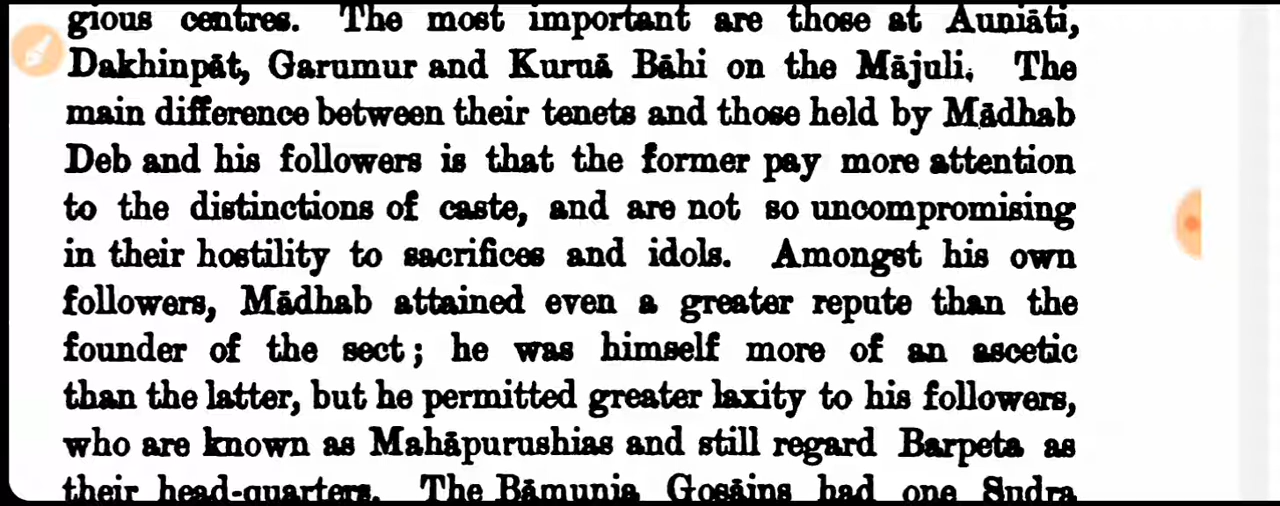 gious centres. The most important are those at Auniāti,
Dakhinpāt, Garumur and Kuruā Bāhi on the Mājuli. The
main difference between their tenets and those held by Mādhab
Deb and his followers is that the former pay more attention
to the distinctions of caste, and are not so uncompromising
in their hostility to sacrifices and idols. Amongst his own
followers, Mādhab attained even a greater repute than the
founder of the sect; he was himself more of an ascetic
than the latter, but he permitted greater laxity to his followers,
who are known as Mahāpurushias and still regard Barpeta as
their head-quarters. The Bāmunia Gosāins had one Sudra